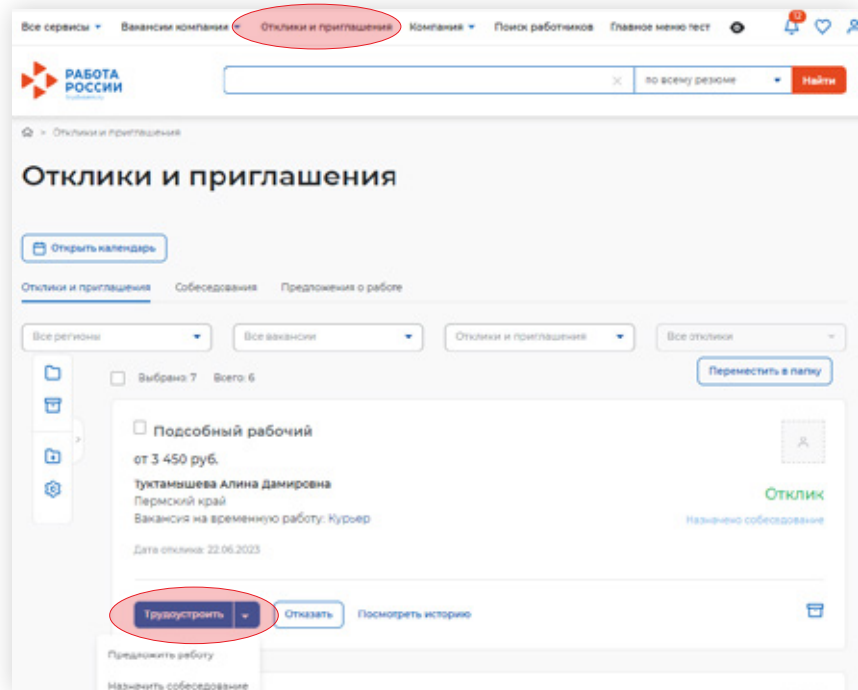 Все сервисы Вакансии компании Отклики и приглашения Компания Поиск работников Главное меню тест
РАБОТА
РОССИИ
по всему резюме Найти
Отклики и приглашения
Отклики и приглашения
Открыть календарь
Отклики и приглашения Собеседования Предложения о работе
Все регионы Все вакансии Отклики и приглашения Все отклики
Выбрано: 7 Всего: 6 Переместить в папку
Подсобный рабочий
от 3 450 руб.
Туктамышева Алина Дамировна
Пермский край
Отклик
Вакансия на временную работу: Курьер
Назначено собеседование
Дата отклика: 22.06.2023
Трудоустроить Отказать Посмотреть историю
Предложить работу
Назначить собеседование